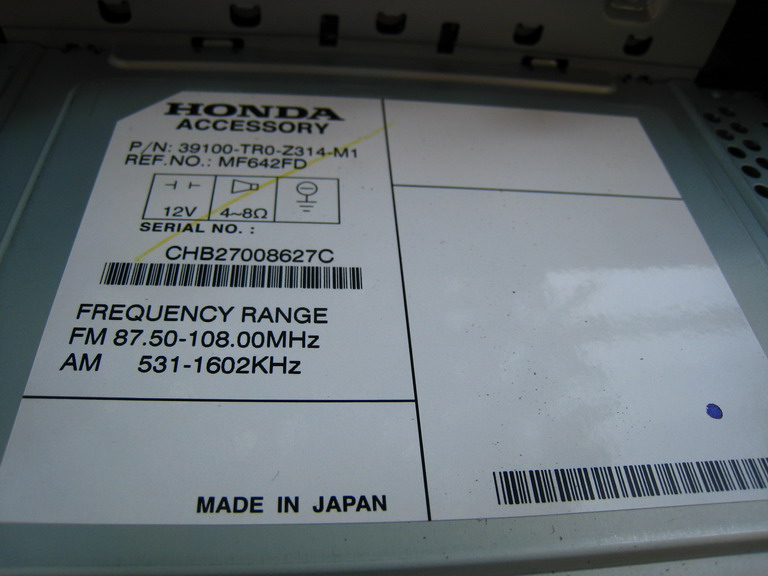 HONDA
ACCESSORY
P/N: 39100-TR0-Z314-M1
REF.NO.: MF642FD
12V 4~8Ω
SERIAL NO. :
CHB27008627C
FREQUENCY RANGE
FM 87.50-108.00MHz
AM 531-1602KHz
MADE IN JAPAN